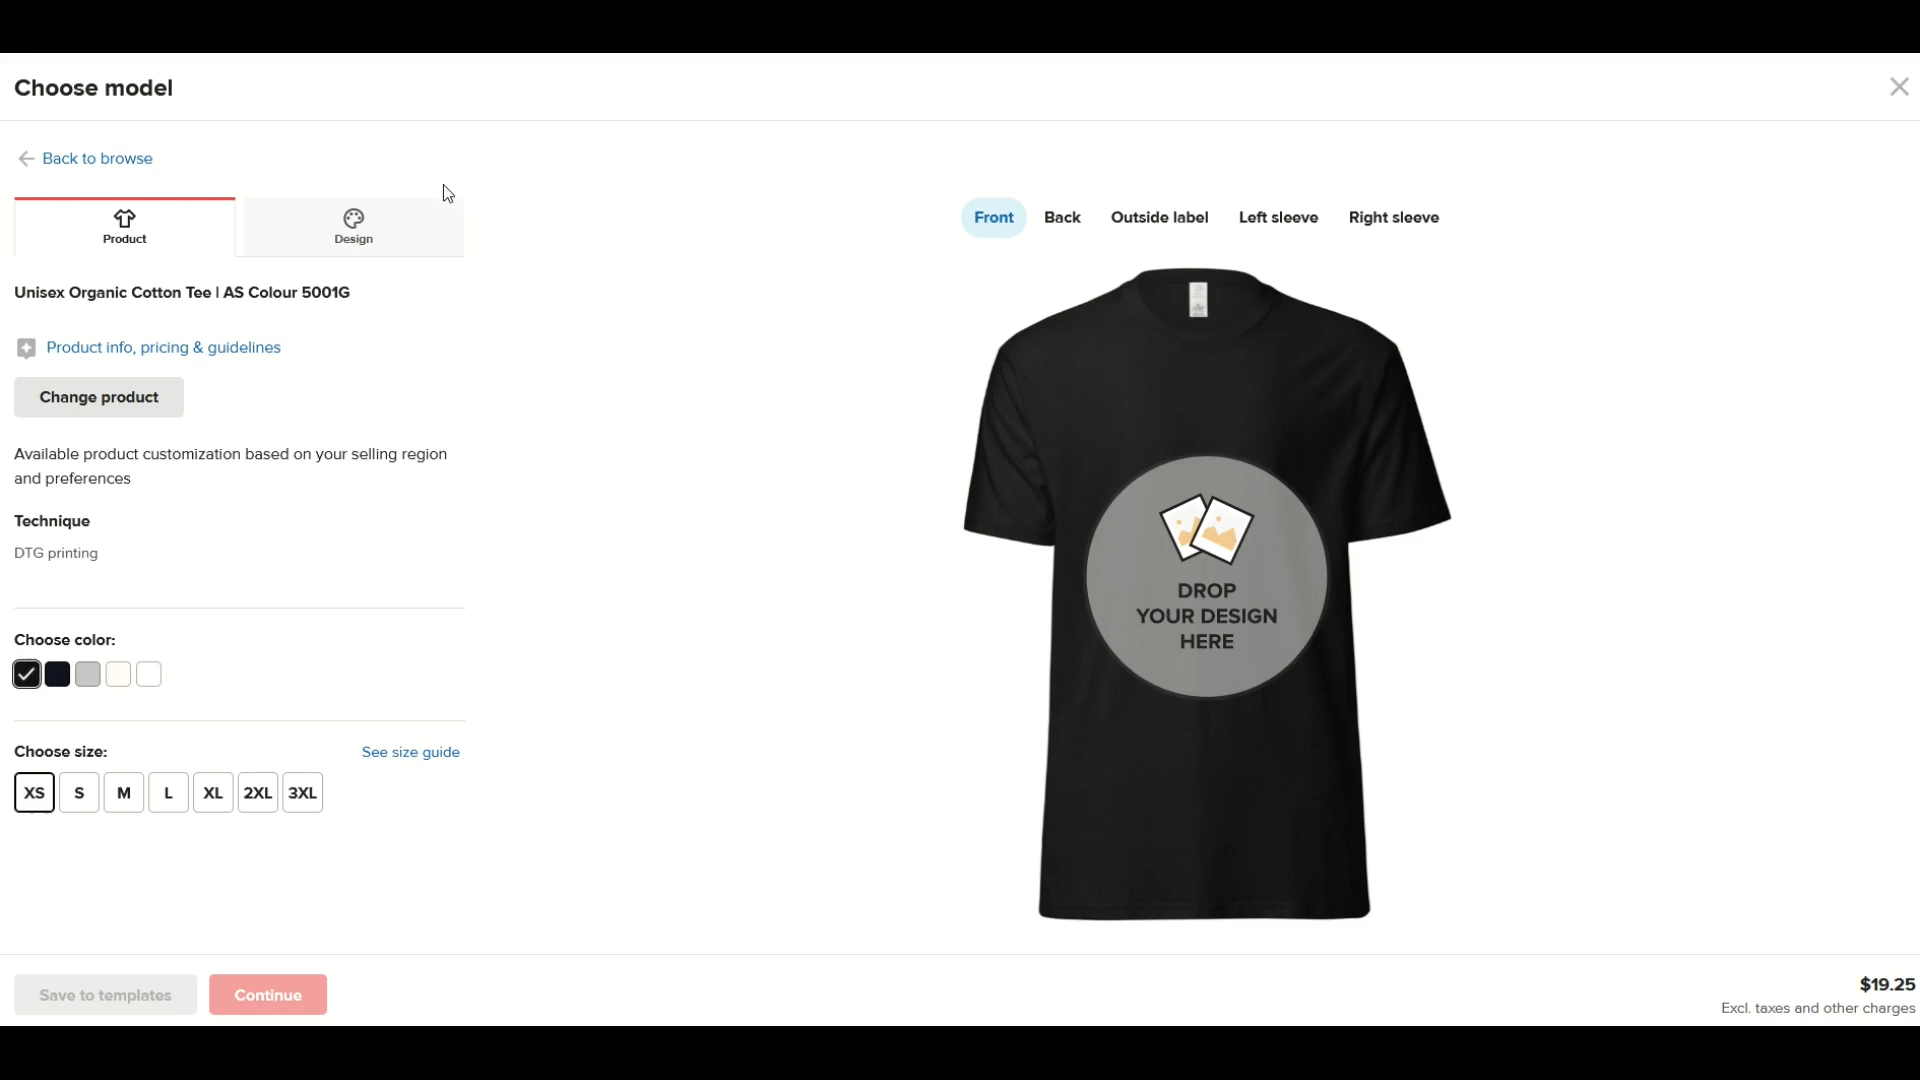 Choose model
Back to browse
Product
Design
Unisex Organic Cotton Tee | AS Colour 5001G
Product info, pricing & guidelines
Change product
Available product customization based on your selling region
and preferences
Technique
DTG printing
Choose color:
Choose size:
See size guide
XS S M L XL 2XL 3XL
Front Back Outside label Left sleeve Right sleeve
DROP
YOUR DESIGN
HERE
Save to templates
Continue
$19.25
Excl. taxes and other charges